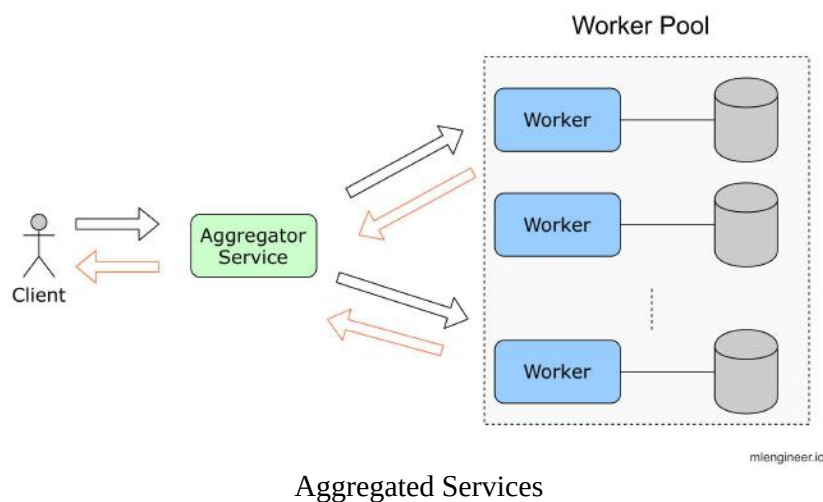 Worker Pool
Worker
Worker
Aggregator
Service
Client
Worker
mlengineer.io
Aggregated Services